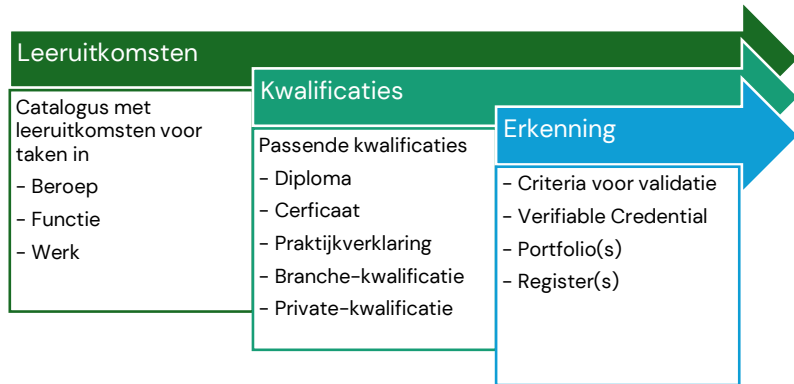 Leeruitkomsten
Catalogus met
leeruitkomsten voor
taken in
- Beroep
- Functie
- Werk
Kwalificaties
Passende kwalificaties
- Diploma
- Cerficaat
- Praktijkverklaring
- Branche-kwalificatie
- Private-kwalificatie
Erkenning
- Criteria voor validatie
- Verifiable Credential
- Portfolio(s)
- Register(s)